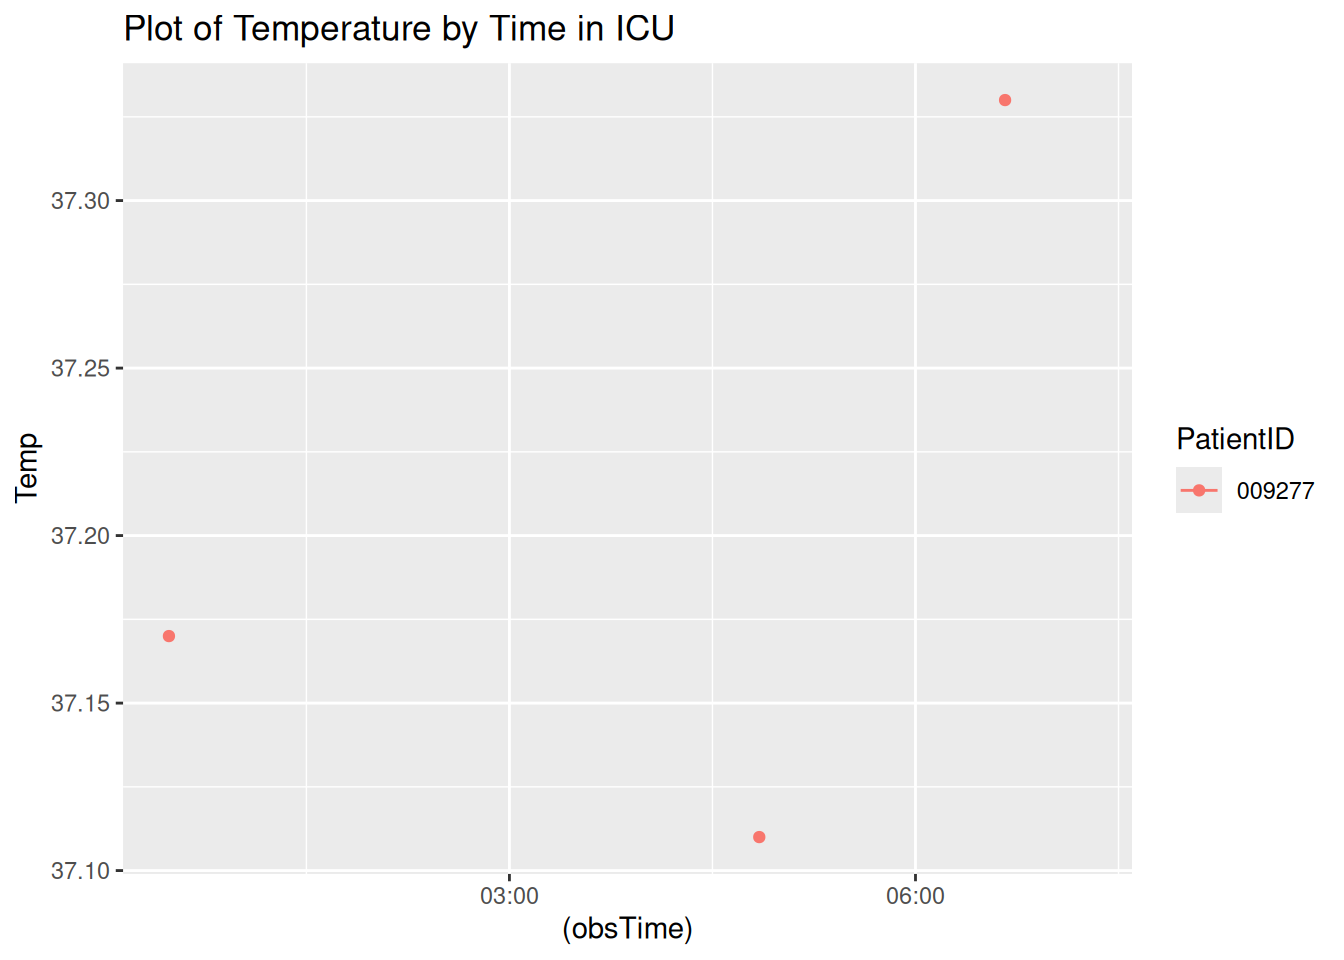 Plot of Temperature by Time in ICU
37.30
37.25
37.20
37.15
37.10
Temp
03:00
06:00
(obsTime)
PatientID
009277